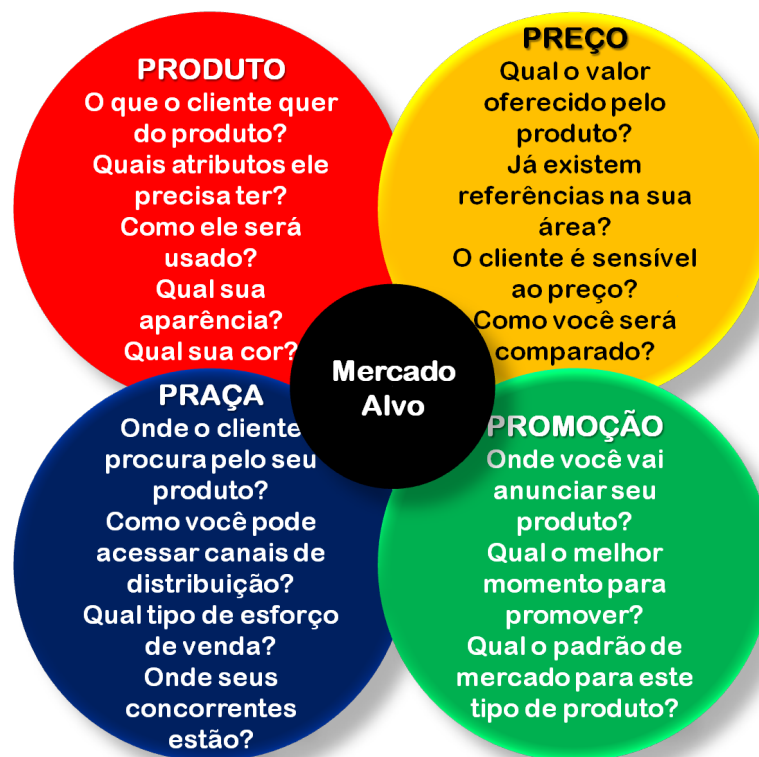 PRODUTO
O que o cliente quer
do produto?
Quais atributos ele
precisa ter?
Como ele será
usado?
Qual sua
aparência?
Qual sua cor?
PREÇO
Qual o valor
oferecido pelo
produto?
Já existem
referências na sua
área?
O cliente é sensível
ao preço?
Como você será
comparado?
Mercado
Alvo
PRAÇA
Onde o cliente
procura pelo seu
produto?
Como você pode
acessar canais de
distribuição?
Qual tipo de esforço
de venda?
Onde seus
concorrentes
estão?
PROMOÇÃO
Onde você vai
anunciar seu
produto?
Qual o melhor
momento para
promover?
Qual o padrão de
mercado para este
tipo de produto?